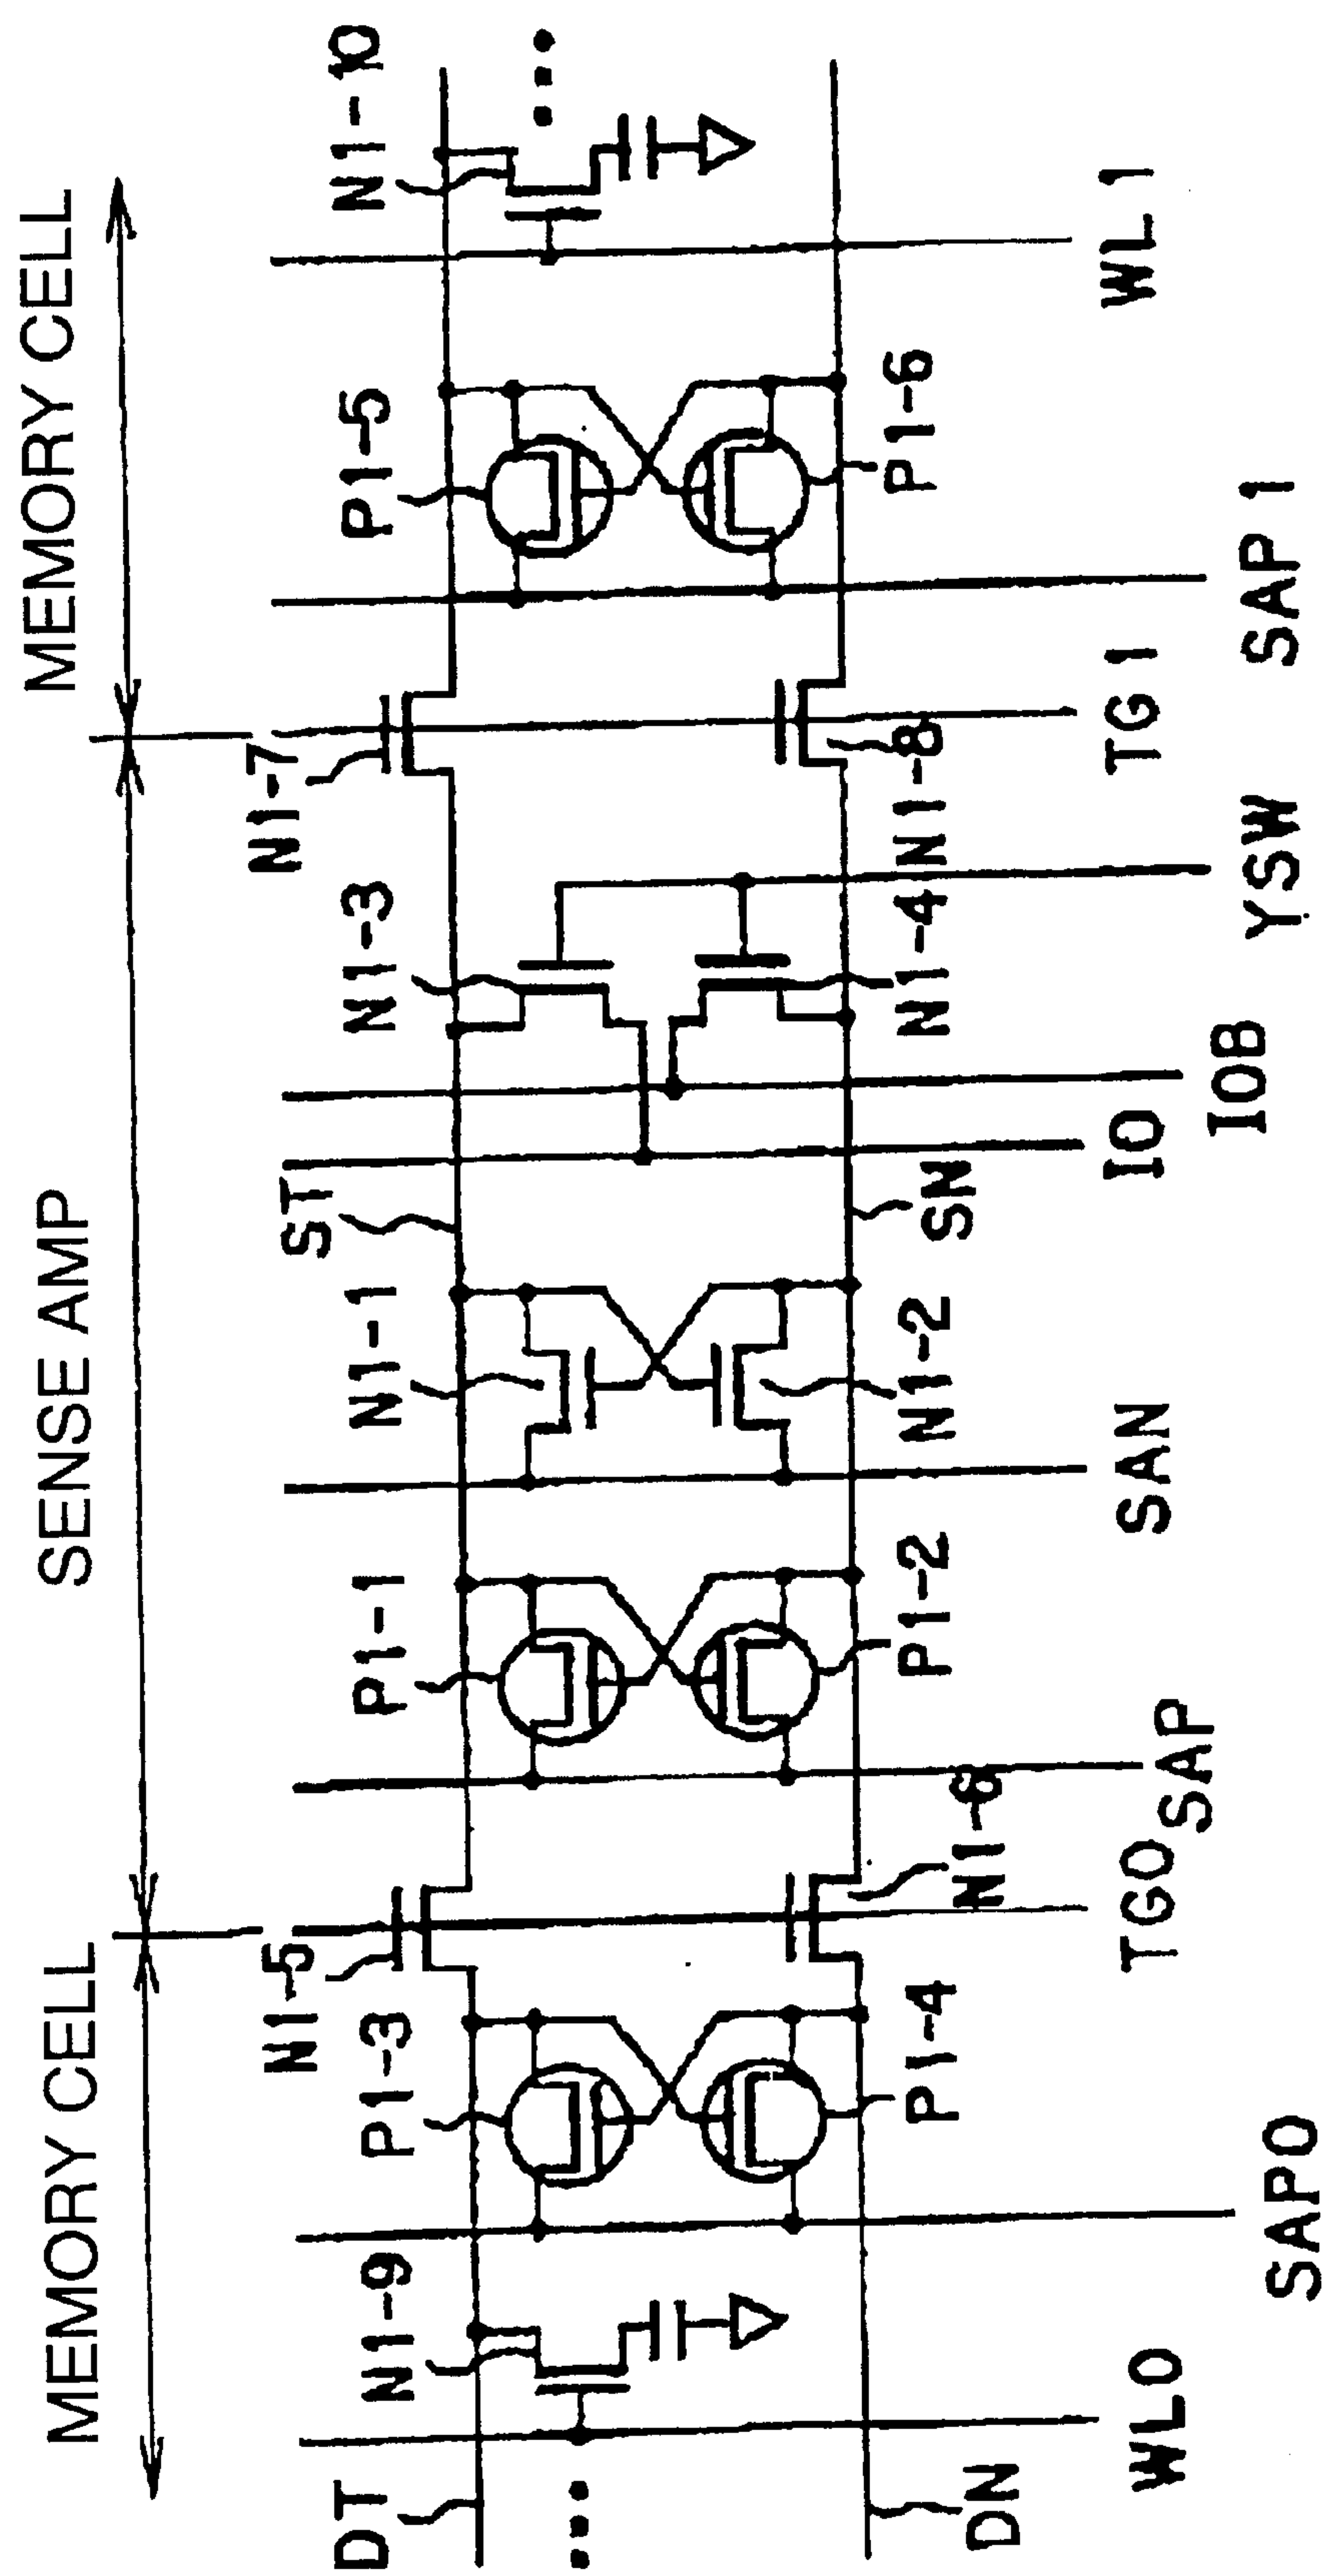 MEMORY CELL
SENSE AMP
MEMORY CELL
DT
N1-9
P1-3
N1-5
P1-1
N1-1
ST
N1-3
N1-7
P1-5
N1-10
DN
P1-4
N1-6
P1-2
N1-2
SN
N1-4
N1-8
P1-6
WL0
SAP0
TG0
SAP
SAN
IO
IOB
YSW
TG1
SAP1
WL1